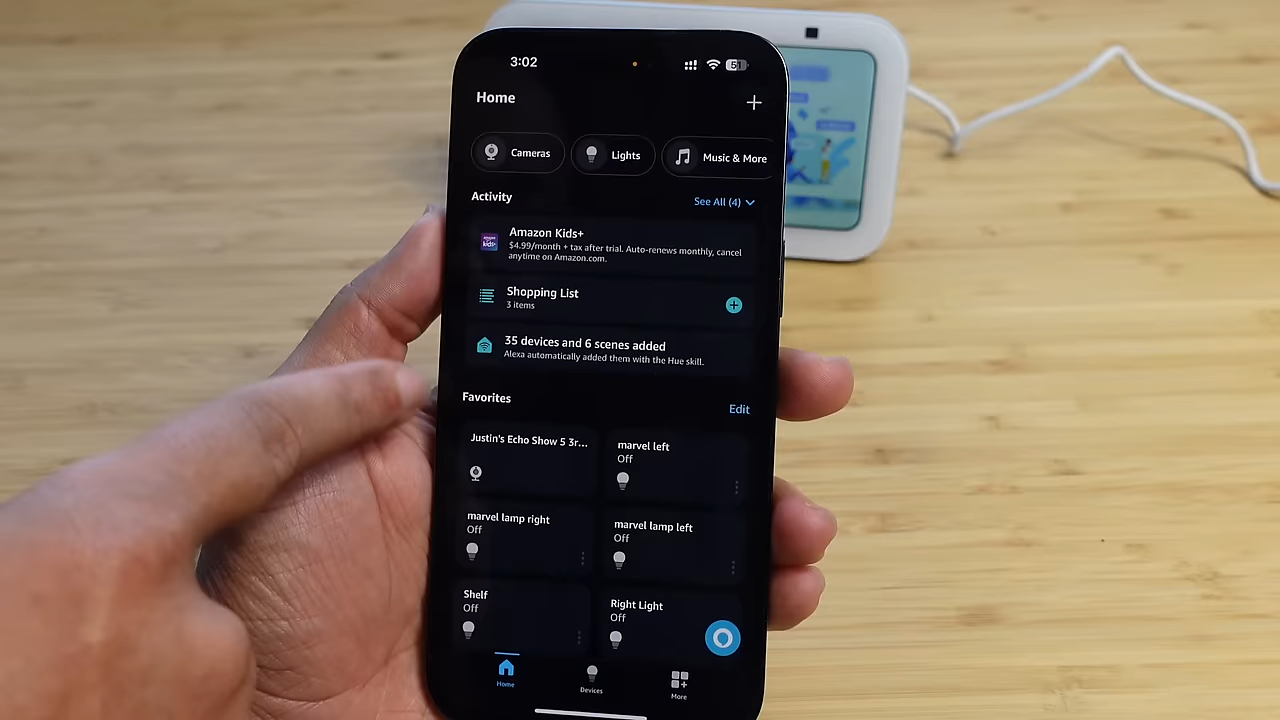 3:02
51
Home
Cameras
Lights
Music & More
Activity
See All (4)
Amazon Kids+
$4.99/month + tax after trial. Auto-renews monthly, cancel
anytime on Amazon.com.
Shopping List
3 items
35 devices and 6 scenes added
Alexa automatically added them with the Hue skill.
Favorites
Edit
Justin's Echo Show 5 3r...
marvel left
Off
marvel lamp right
Off
marvel lamp left
Off
Shelf
Off
Right Light
Off
Home
Devices
More